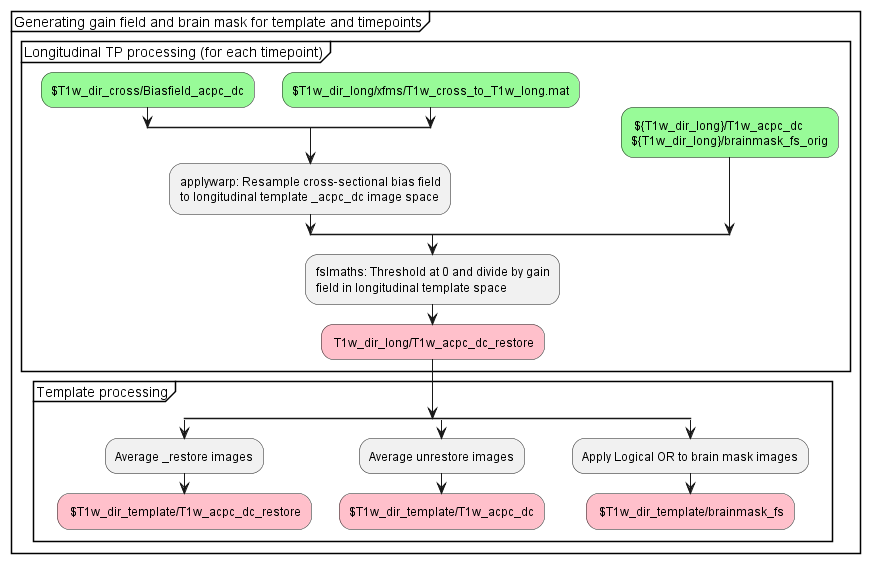 Generating gain field and brain mask for template and timepoints
Longitudinal TP processing (for each timepoint)
$T1w_dir_cross/Biasfield_acpc_dc
$T1w_dir_long/xfms/T1w_cross_to_T1w_long.mat
${T1w_dir_long}/T1w_acpc_dc
${T1w_dir_long}/brainmask_fs_orig
applywarp: Resample cross-sectional bias field
to longitudinal template _acpc_dc image space
fslmaths: Threshold at 0 and divide by gain
field in longitudinal template space
T1w_dir_long/T1w_acpc_dc_restore
Template processing
Average _restore images
Average unrestore images
Apply Logical OR to brain mask images
$T1w_dir_template/T1w_acpc_dc_restore
$T1w_dir_template/T1w_acpc_dc
$T1w_dir_template/brainmask_fs